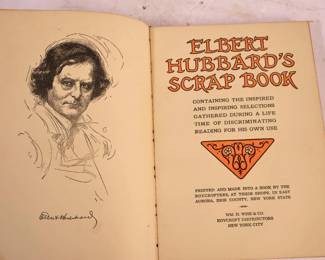 Elbert Hubbard
ELBERT
HUBBARD'S
SCRAP BOOK
CONTAINING THE INSPIRED
AND INSPIRING SELECTIONS
GATHERED DURING A LIFE
TIME OF DISCRIMINATING
READING FOR HIS OWN USE
PRINTED AND MADE INTO A BOOK BY THE
ROYCROFTERS, AT THEIR SHOPS, IN EAST
AURORA, ERIE COUNTY, NEW YORK STATE
WM. H. WISE & CO.
ROYCROFT DISTRIBUTORS
NEW YORK CITY